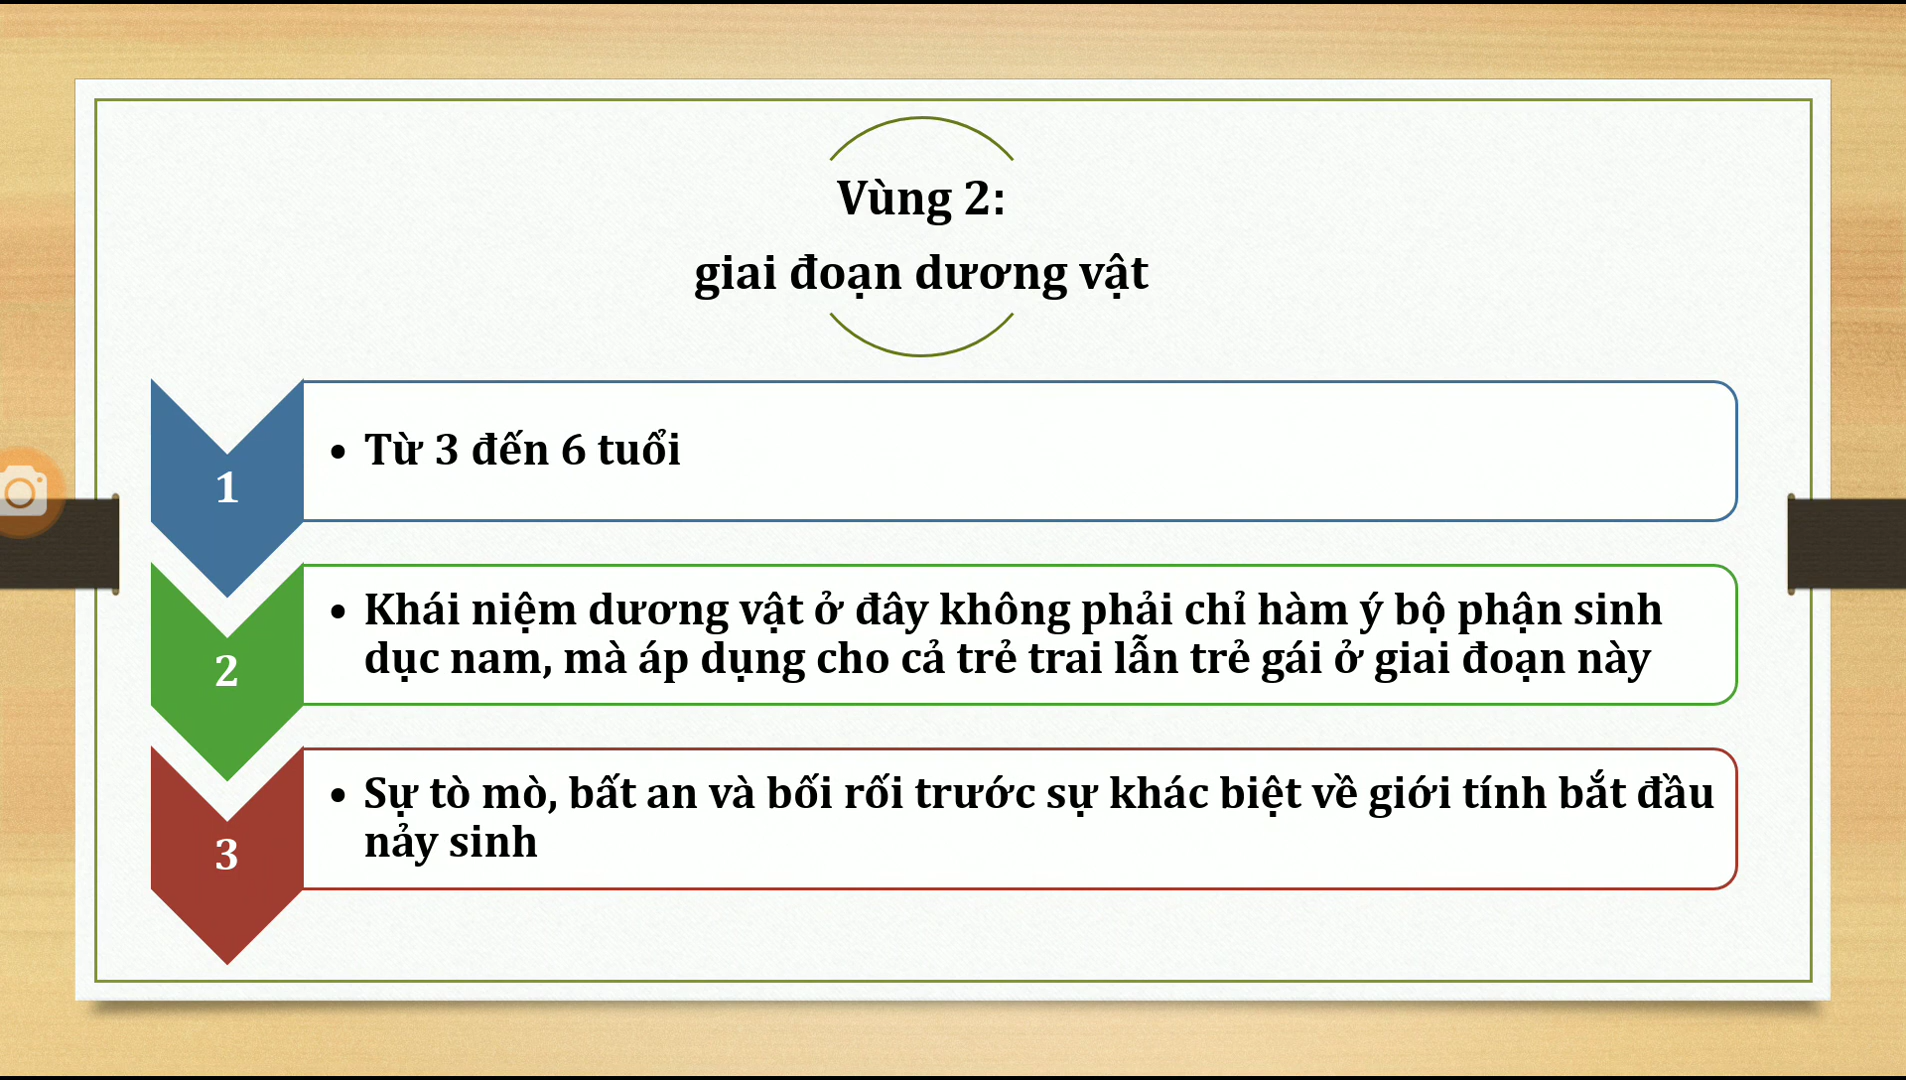 Vùng 2:
giai đoạn dương vật
1
• Từ 3 đến 6 tuổi
2
• Khái niệm dương vật ở đây không phải chỉ hàm ý bộ phận sinh
dục nam, mà áp dụng cho cả trẻ trai lẫn trẻ gái ở giai đoạn này
3
• Sự tò mò, bất an và bối rối trước sự khác biệt về giới tính bắt đầu
nảy sinh